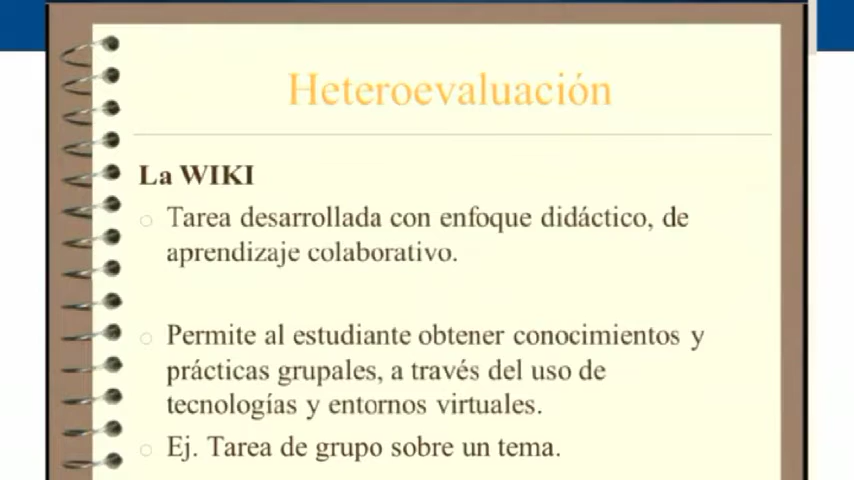 Heteroevaluación
La WIKI
Tarea desarrollada con enfoque didáctico, de
aprendizaje colaborativo.
Permite al estudiante obtener conocimientos y
prácticas grupales, a través del uso de
tecnologías y entornos virtuales.
Ej. Tarea de grupo sobre un tema.